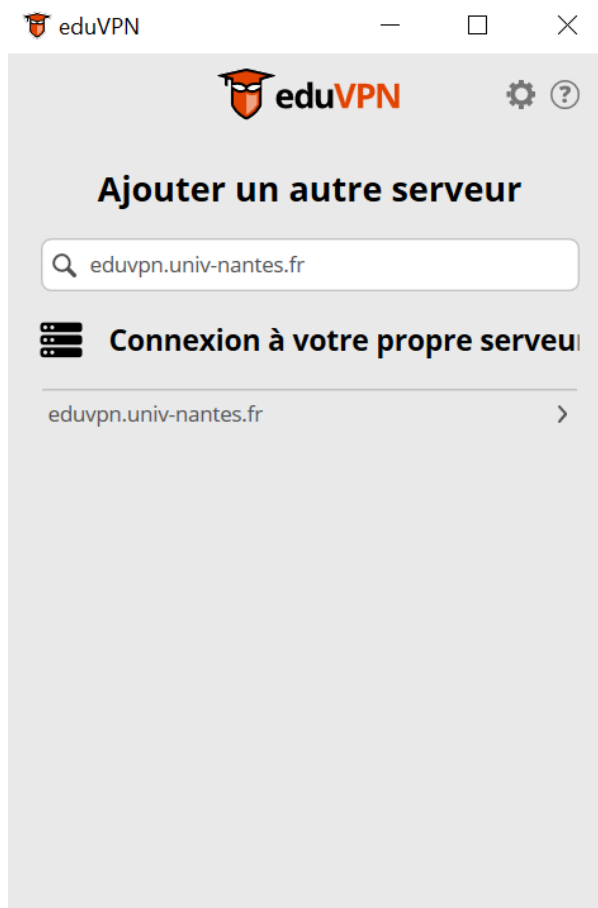 eduVPN
eduVPN
Ajouter un autre serveur
eduvpn.univ-nantes.fr
Connexion à votre propre serveu
eduvpn.univ-nantes.fr